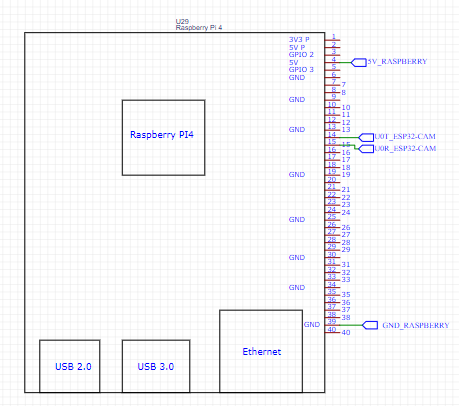 U29
Raspberry Pi 4
3V3 P 1
5V P 2
GPIO 2 3
5V 4 5V_RASPBERRY
GPIO 3 5
GND 6
7 7
8 8
GND 9
10 10
11 11
12 12
GND 13 13
14 U0T_ESP32-CAM
15 15 U0R_ESP32-CAM
16 16
17 17
18 18
GND 19 19
20
21 21
22 22
23 23
24 24
GND 25
26 26
27 27
28 28
29 29
GND 30
31 31
32 32
33 33
GND 34
35 35
36 36
37 37
38 38
GND 39 GND_RASPBERRY
40 40
Raspberry PI4
USB 2.0
USB 3.0
Ethernet